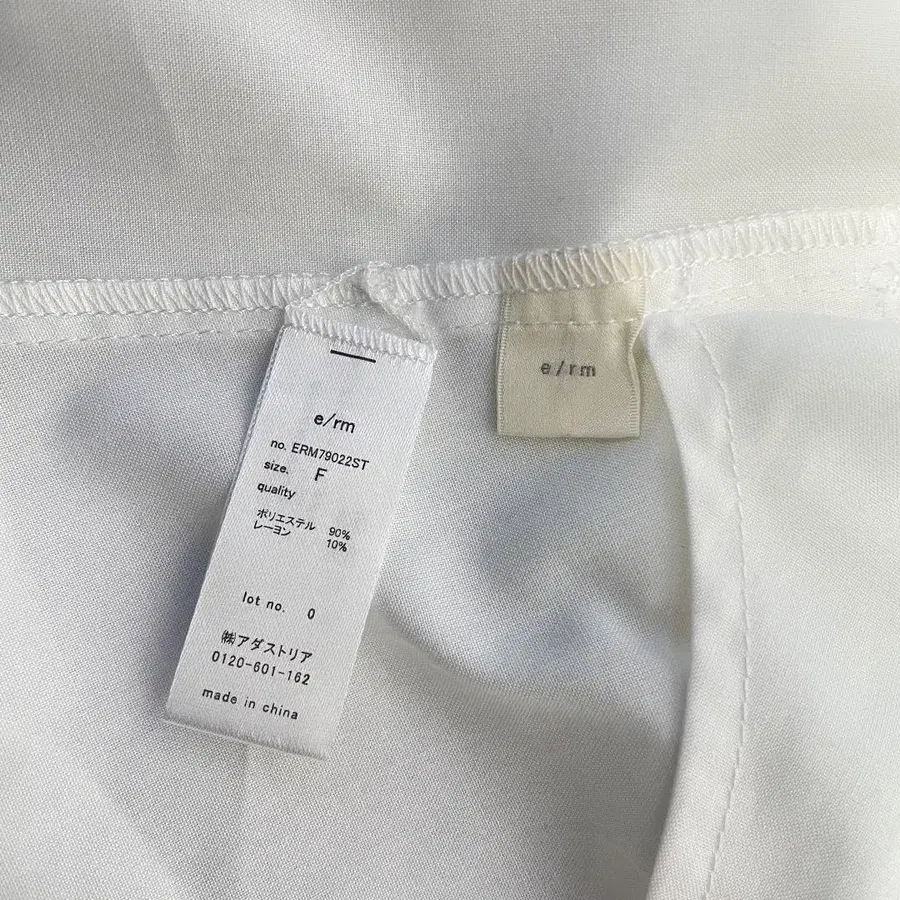 e/rm
no. ERM79022ST
size. F
quality
ポリエステル 90%
レーヨン 10%
lot no. 0
㈱アダストリア
0120-601-162
made in china
e/rm